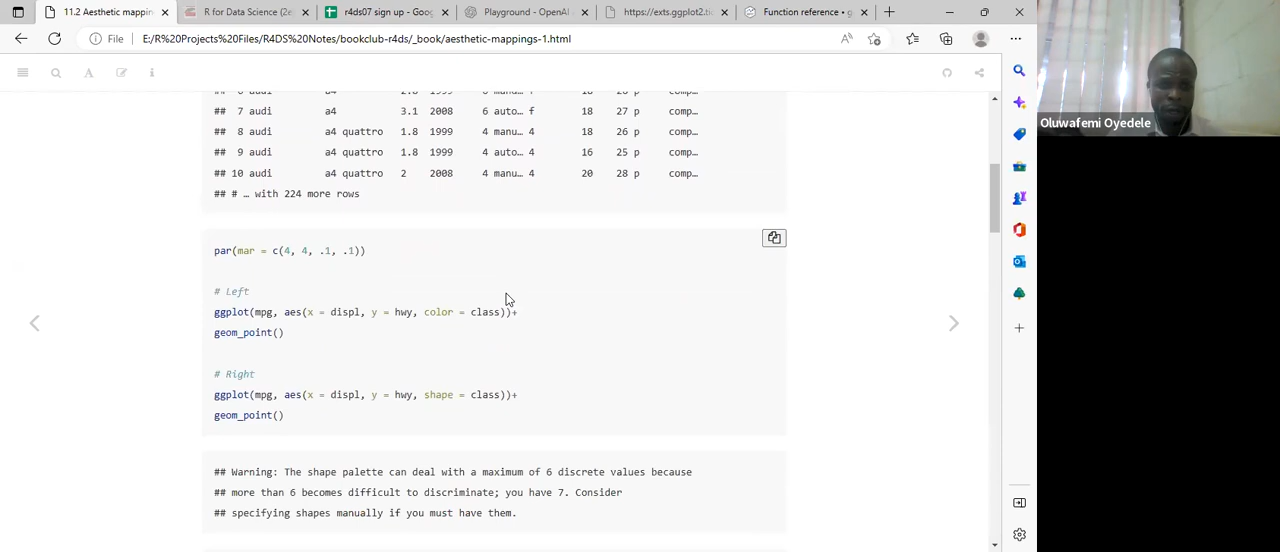 11.2 Aesthetic mappin
R for Data Science (2e
r4ds07 sign up - Goog
Playground - OpenAI
https://exts.ggplot2.tid
Function reference •
File E:/R%20Projects%20Files/R4DS%20Notes/bookclub-r4ds/_book/aesthetic-mappings-1.html
Oluwafemi Oyedele
## 7 audi a4 3.1 2008 6 auto… f 18 27 p comp…
## 8 audi a4 quattro 1.8 1999 4 manu… 4 18 26 p comp…
## 9 audi a4 quattro 1.8 1999 4 auto… 4 16 25 p comp…
## 10 audi a4 quattro 2 2008 4 manu… 4 20 28 p comp…
## # … with 224 more rows
par(mar = c(4, 4, .1, .1))
# Left
ggplot(mpg, aes(x = displ, y = hwy, color = class))+
geom_point()
# Right
ggplot(mpg, aes(x = displ, y = hwy, shape = class))+
geom_point()
## Warning: The shape palette can deal with a maximum of 6 discrete values because
## more than 6 becomes difficult to discriminate; you have 7. Consider
## specifying shapes manually if you must have them.